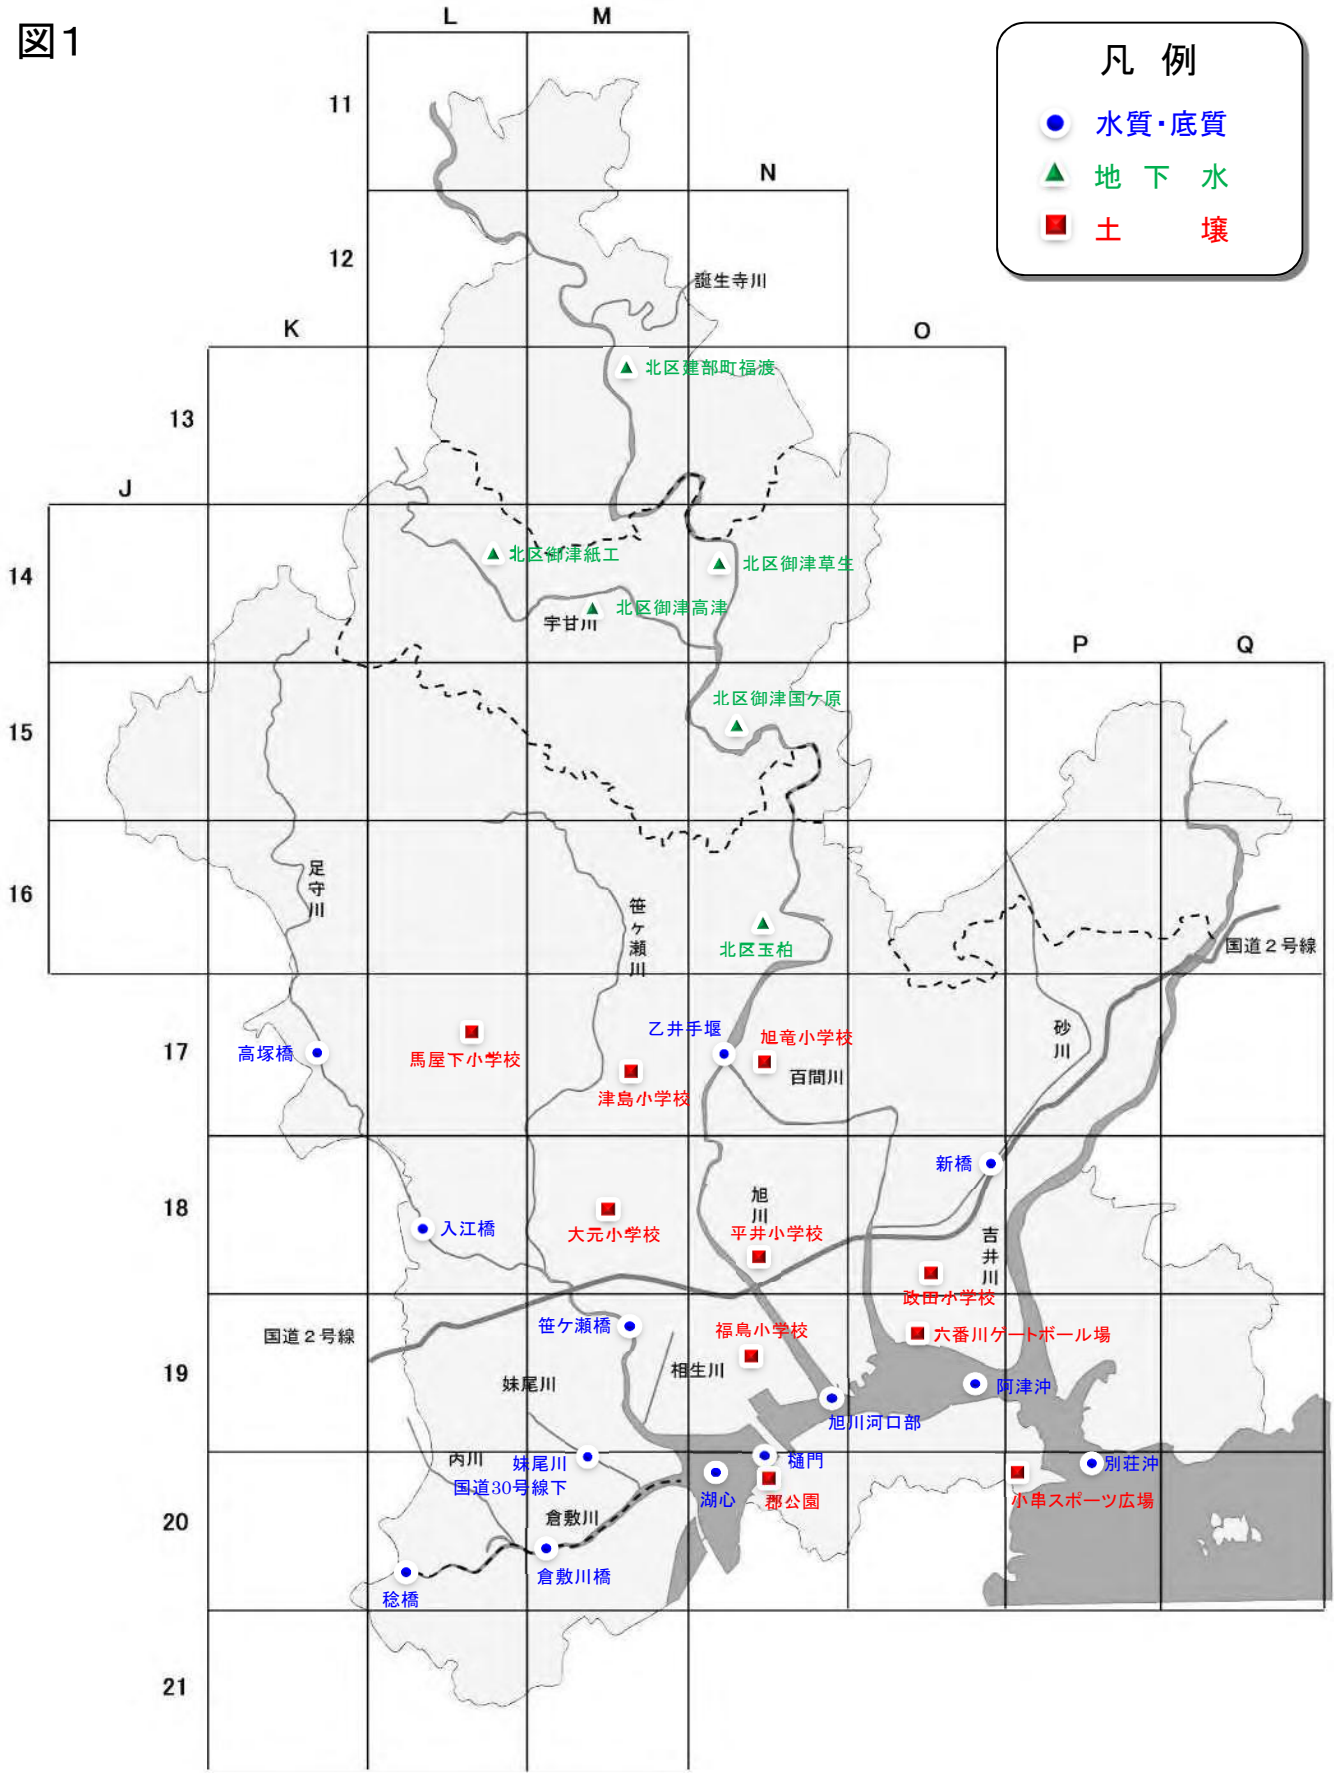 図1
凡 例
水質・底質
地 下 水
土 壌
L
M
11
N
12
誕生寺川
K
O
北区建部町福渡
13
J
北区御津紙工
北区御津草生
14
北区御津高津
宇甘川
P
Q
北区御津国ケ原
15
16
足守川
笹ヶ瀬川
北区玉柏
国道2号線
17
高塚橋
馬屋下小学校
津島小学校
乙井手堰
旭竜小学校
百間川
砂川
新橋
18
入江橋
大元小学校
旭川
平井小学校
吉井川
政田小学校
国道2号線
笹ケ瀬橋
福島小学校
六番川ゲートボール場
19
妹尾川
相生川
阿津沖
旭川河口部
内川
妹尾川
国道30号線下
樋門
別荘沖
湖心
郡公園
小串スポーツ広場
20
倉敷川
倉敷川橋
稔橋
21